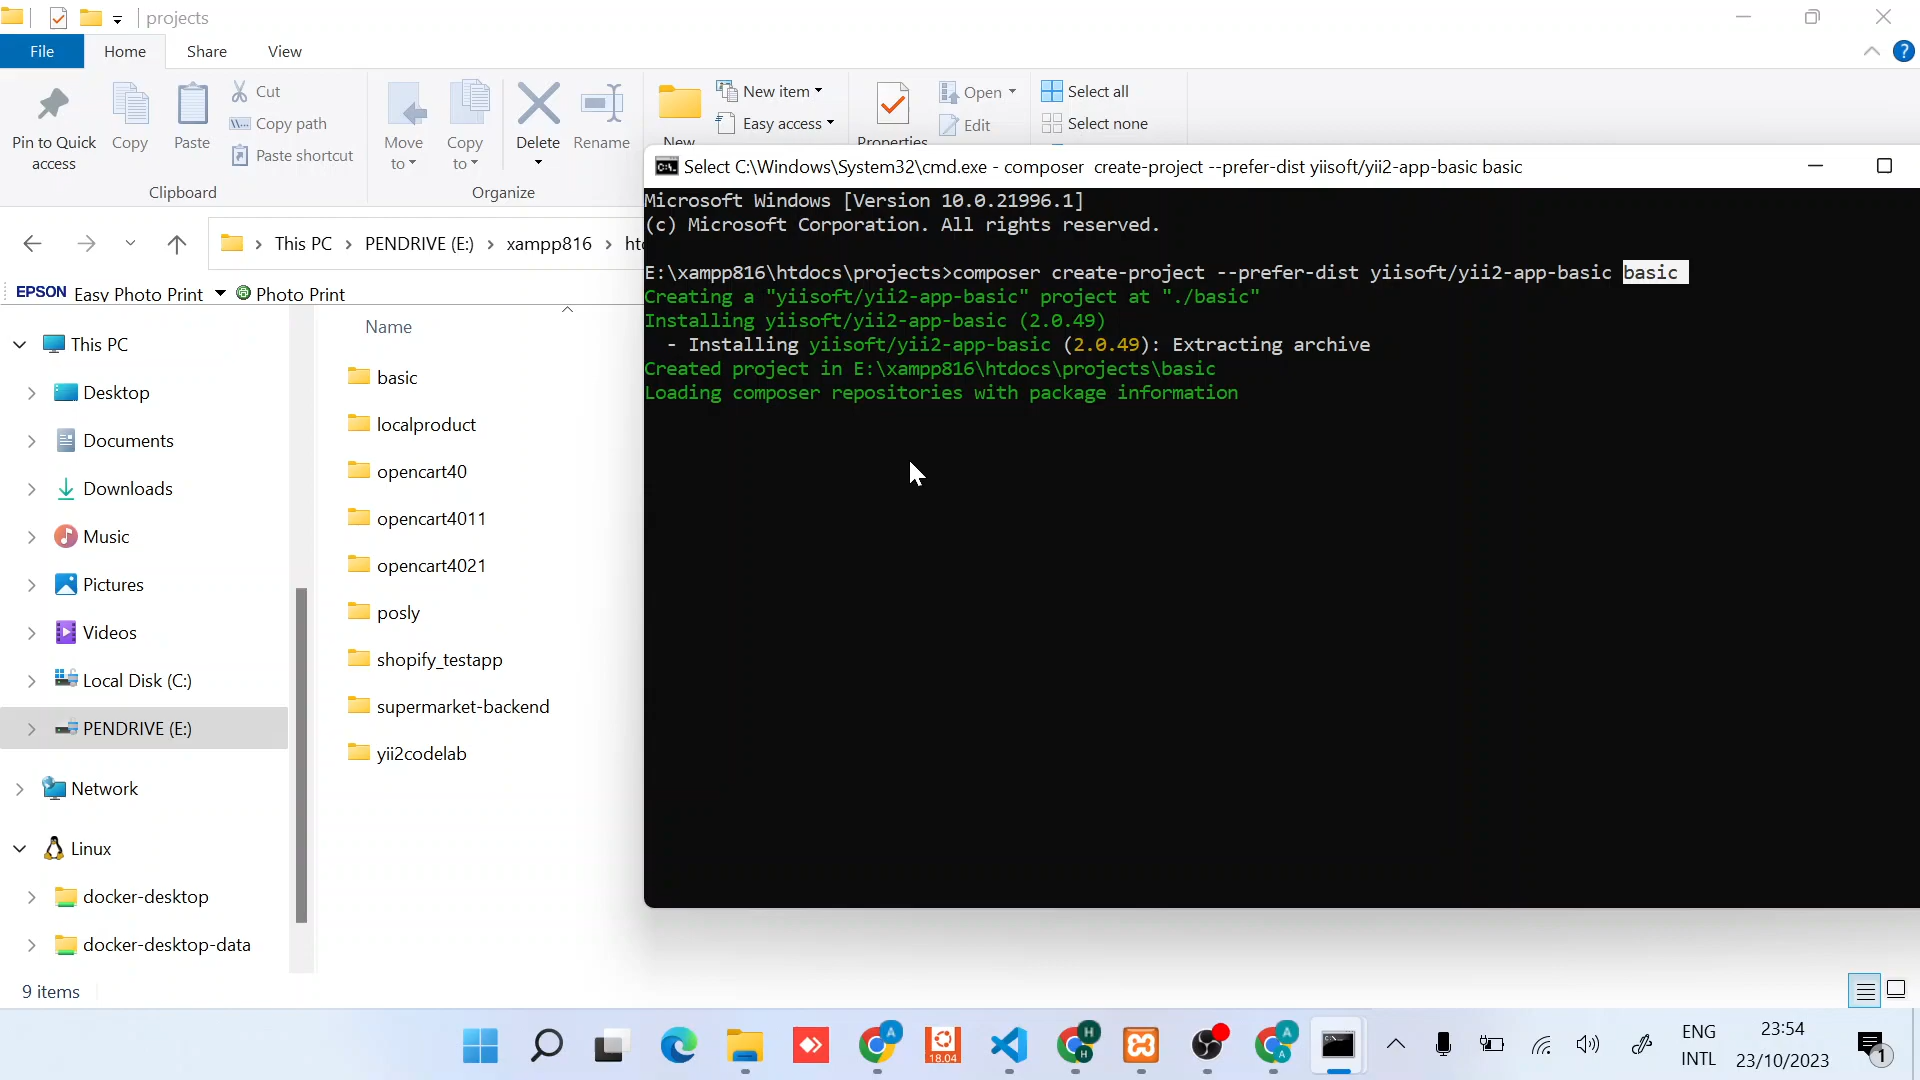 projects
File
Home
Share
View
Pin to Quick access
Copy
Paste
Cut
Copy path
Paste shortcut
Clipboard
Move to
Copy to
Delete
Rename
Organize
New
New item
Easy access
Properties
Open
Edit
Select all
Select none
This PC
PENDRIVE (E:)
xampp816
EPSON Easy Photo Print
Photo Print
This PC
Desktop
Documents
Downloads
Music
Pictures
Videos
Local Disk (C:)
PENDRIVE (E:)
Network
Linux
docker-desktop
docker-desktop-data
9 items
Name
basic
localproduct
opencart40
opencart4011
opencart4021
posly
shopify_testapp
supermarket-backend
yii2codelab
Select C:\Windows\System32\cmd.exe - composer  create-project --prefer-dist yiisoft/yii2-app-basic basic
Microsoft Windows [Version 10.0.21996.1]
(c) Microsoft Corporation. All rights reserved.
E:\xampp816\htdocs\projects>composer create-project --prefer-dist yiisoft/yii2-app-basic basic
Creating a "yiisoft/yii2-app-basic" project at "./basic"
Installing yiisoft/yii2-app-basic (2.0.49)
- Installing yiisoft/yii2-app-basic (2.0.49): Extracting archive
Created project in E:\xampp816\htdocs\projects\basic
Loading composer repositories with package information
18.04
ENG
INTL
23:54
23/10/2023
1